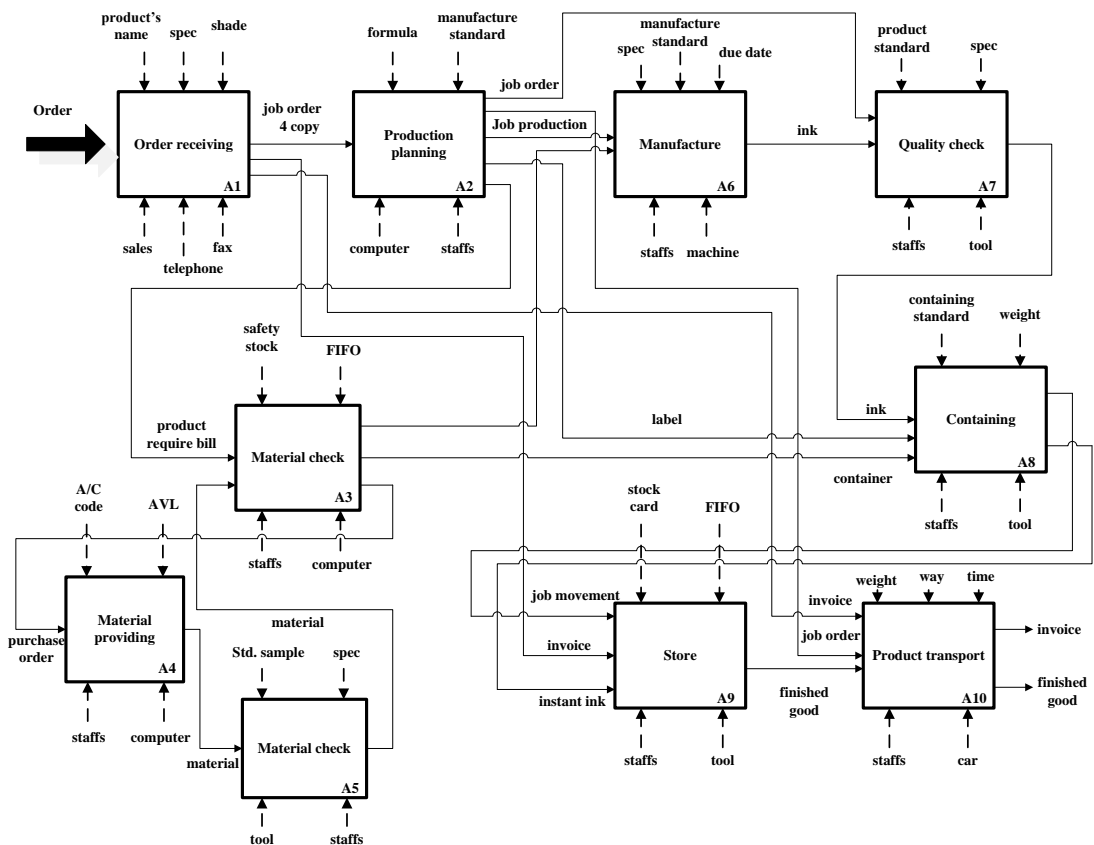 product's
name
spec
shade
formula
manufacture
standard
manufacture
standard
spec
due date
product
standard
spec
Order
job order
4 copy
job order
Job production
ink
Order receiving
A1
Production
planning
A2
Manufacture
A6
Quality check
A7
sales
telephone
fax
computer
staffs
staffs
machine
staffs
tool
safety
stock
FIFO
containing
standard
weight
product
require bill
Material check
A3
label
ink
Containing
A8
container
A/C
code
AVL
staffs
computer
stock
card
FIFO
staffs
tool
purchase
order
Material
providing
A4
material
Std. sample
spec
job movement
invoice
instant ink
Store
A9
weight
way
time
invoice
job order
Product transport
A10
invoice
finished
good
finished
good
staffs
computer
material
Material check
A5
tool
staffs
staffs
tool
staffs
car